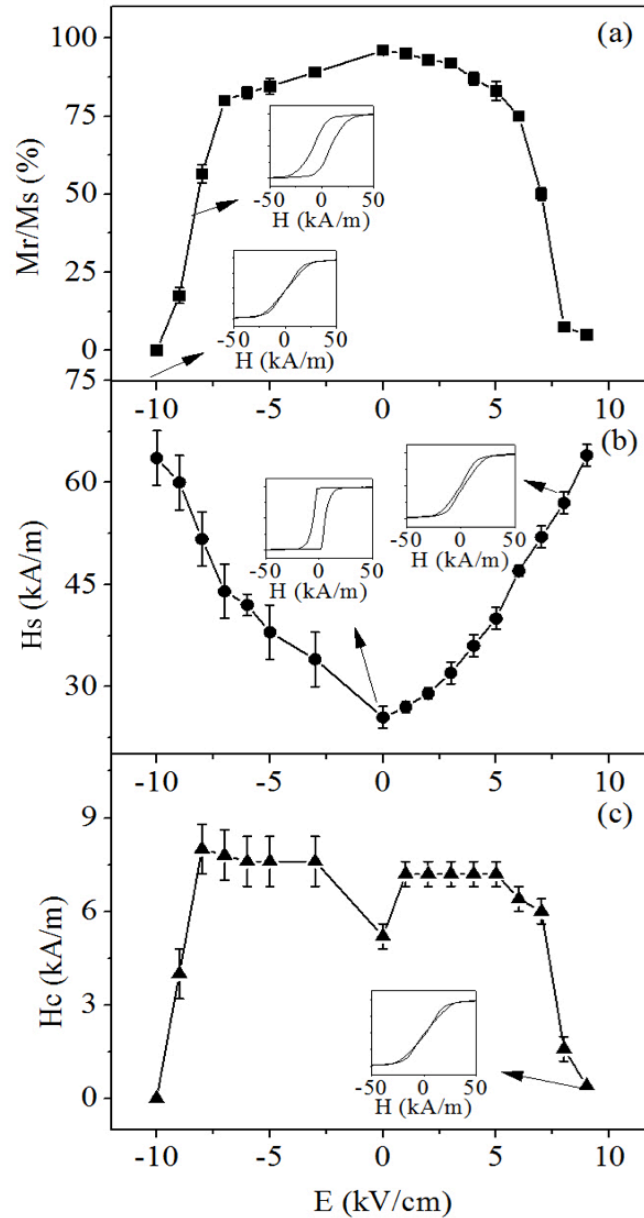 (a)
100
75
50
25
0
Mr/Ms (%)
-50 0 50
H (kA/m)
-50 0 50
H (kA/m)
-10 -5 0 5 10
(b)
75
60
45
30
Hs (kA/m)
-50 0 50
H (kA/m)
-50 0 50
H (kA/m)
-10 -5 0 5 10
(c)
9
6
3
0
Hc (kA/m)
-50 0 50
H (kA/m)
-10 -5 0 5 10
E (kV/cm)